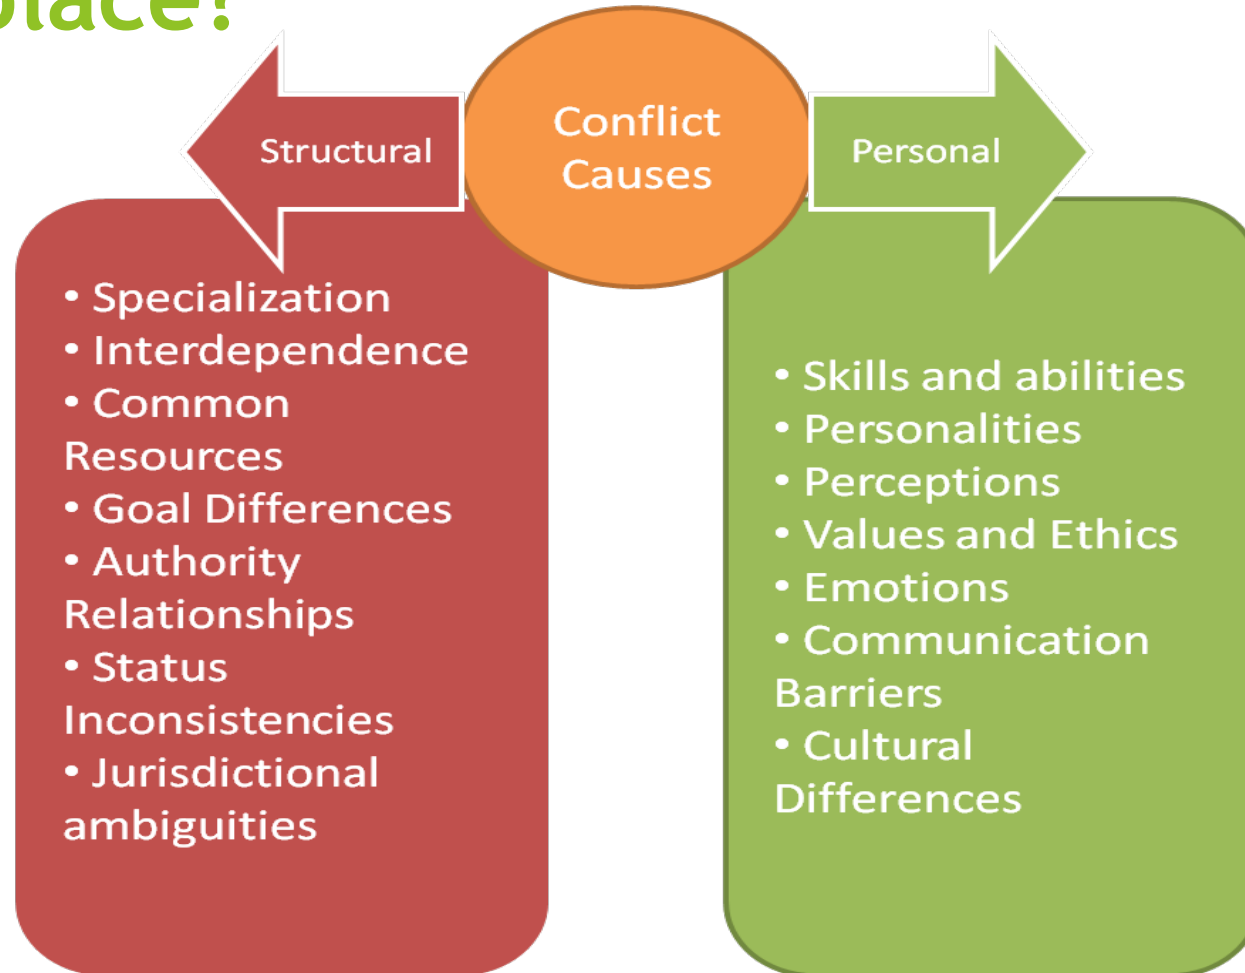 place?
Conflict
Causes
Structural
Personal
• Specialization
• Interdependence
• Common
Resources
• Goal Differences
• Authority
Relationships
• Status
Inconsistencies
• Jurisdictional
ambiguities
• Skills and abilities
• Personalities
• Perceptions
• Values and Ethics
• Emotions
• Communication
Barriers
• Cultural
Differences